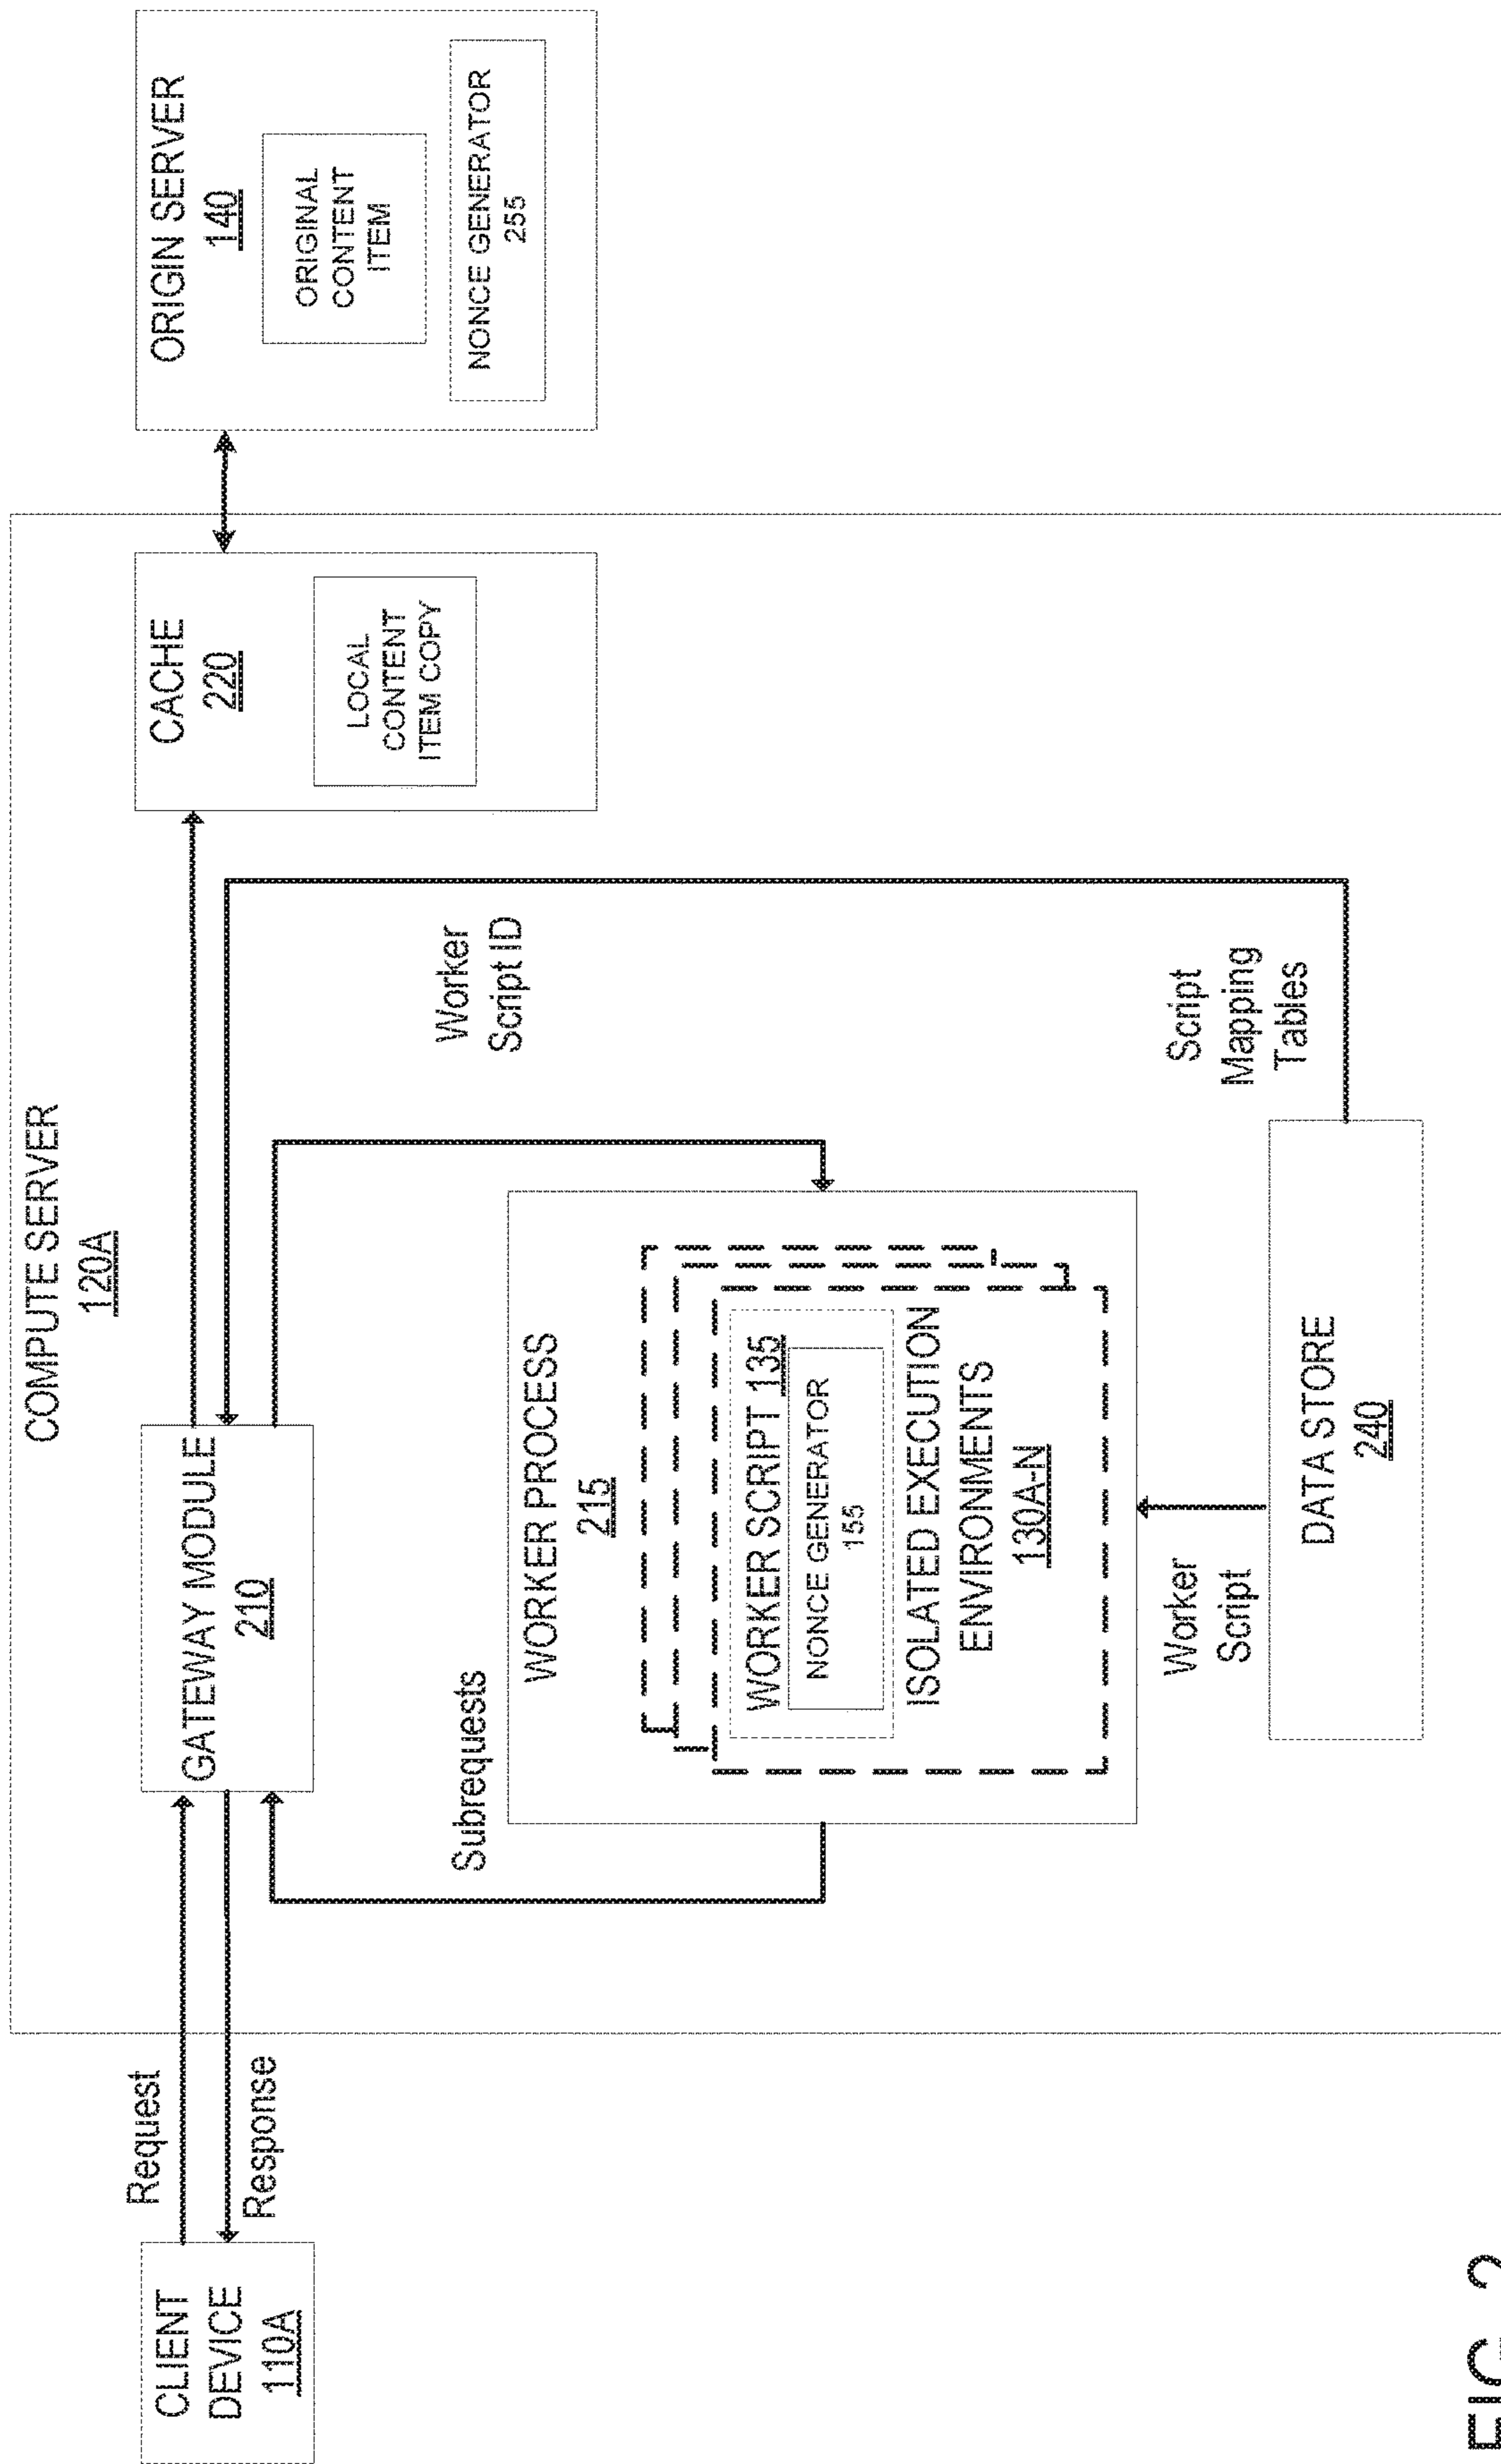 COMPUTE SERVER
120A
CLIENT
DEVICE
110A
Request
Response
GATEWAY MODULE
210
CACHE
220
LOCAL
CONTENT
ITEM COPY
ORIGIN SERVER
140
ORIGINAL
CONTENT
ITEM
NONCE GENERATOR
255
Subrequests
Worker
Script ID
WORKER PROCESS
215
WORKER SCRIPT 135
NONCE GENERATOR
155
ISOLATED EXECUTION
ENVIRONMENTS
130A-N
Worker
Script
Script
Mapping
Tables
DATA STORE
240
FIG. 2